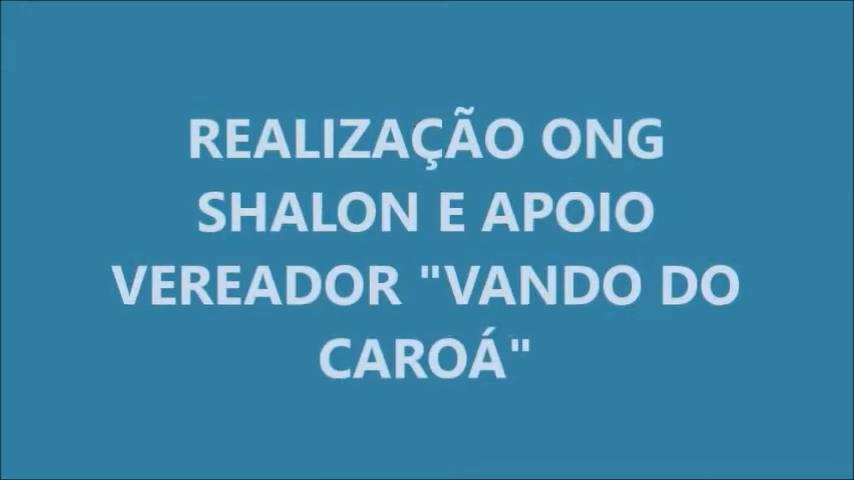 REALIZAÇÃO ONG
SHALON E APOIO
VEREADOR "VANDO DO
CAROÁ"